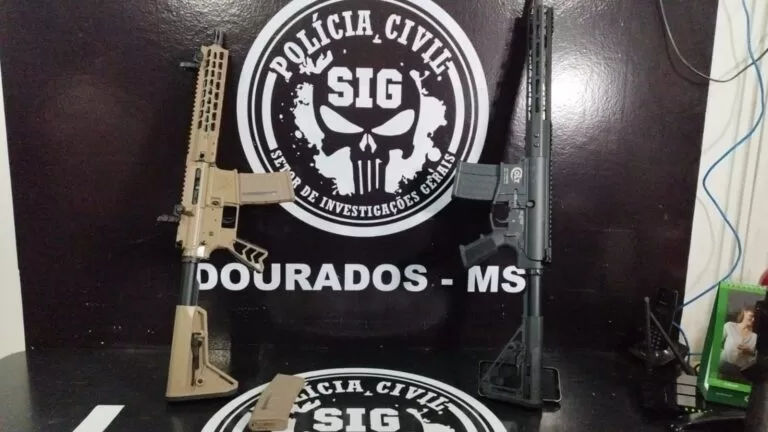 POLÍCIA CIVIL
SIG
SETOR DE INVESTIGAÇÕES GERAIS
DOURADOS - MS
POLÍCIA CIVIL
SIG